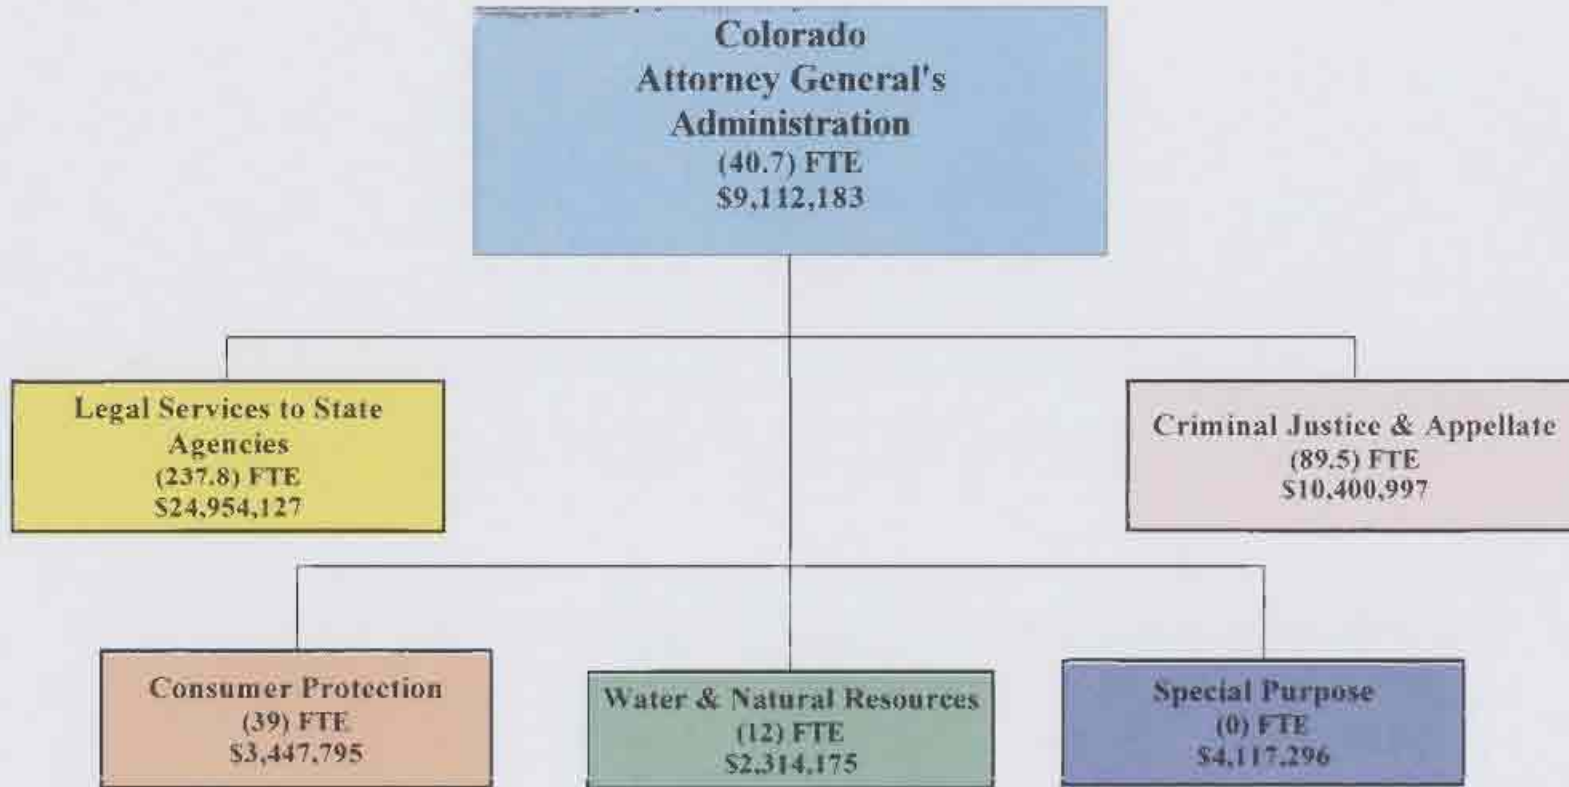 Colorado
Attorney General's
Administration
(40.7) FTE
$9,112,183
Legal Services to State
Agencies
(237.8) FTE
$24,954,127
Criminal Justice & Appellate
(89.5) FTE
$10,400,997
Consumer Protection
(39) FTE
$3,447,795
Water & Natural Resources
(12) FTE
$2,314,175
Special Purpose
(0) FTE
$4,117,296